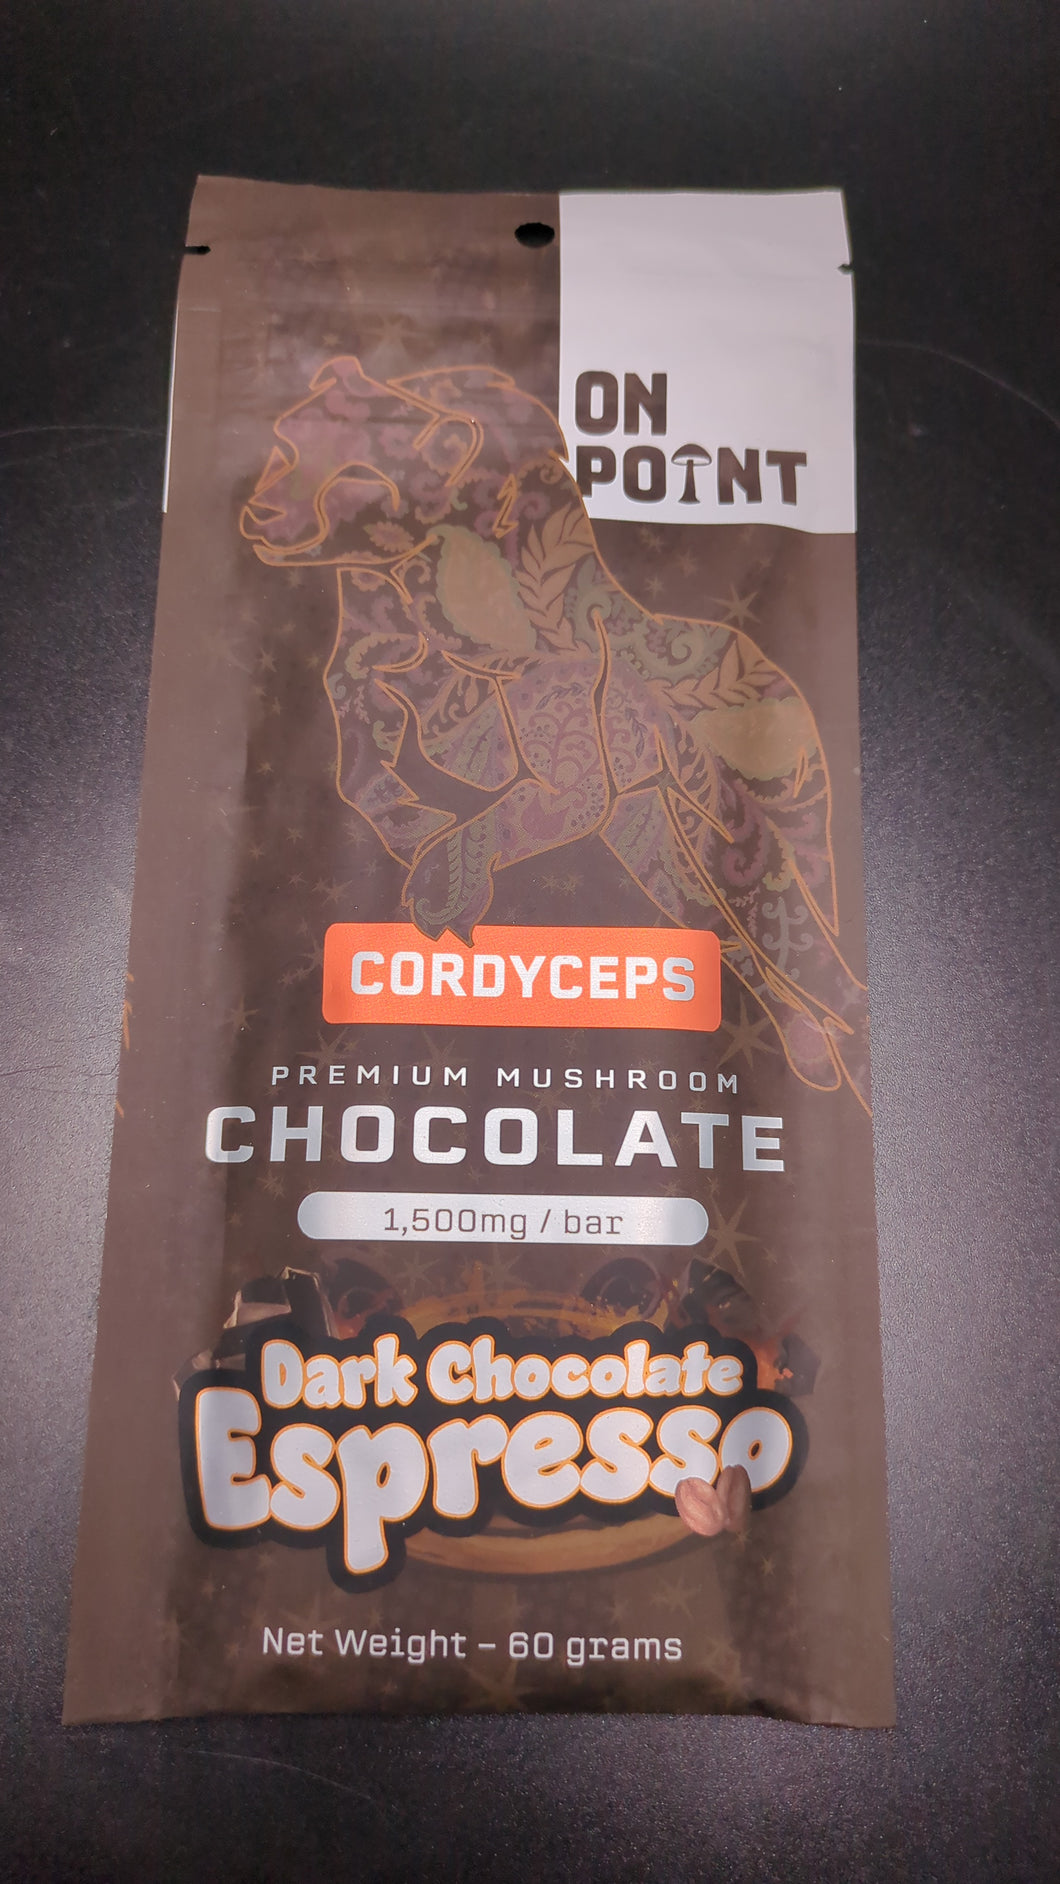 ON
POINT
CORDYCEPS
PREMIUM MUSHROOM
CHOCOLATE
1,500mg / bar
Dark Chocolate
Espresso
Net Weight – 60 grams